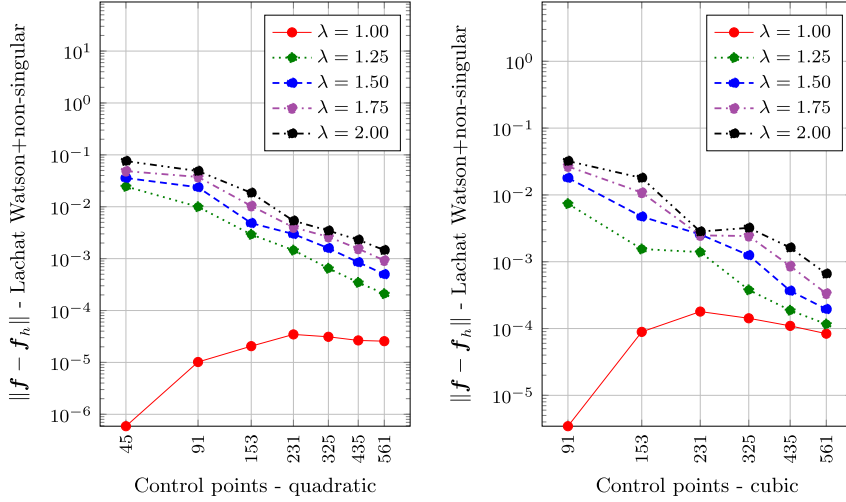 10^1
10^0
10^{-1}
10^{-2}
10^{-3}
10^{-4}
10^{-5}
10^{-6}
||f − f_h|| - Lachat Watson+non-singular
λ = 1.00
λ = 1.25
λ = 1.50
λ = 1.75
λ = 2.00
45
91
153
231
325
435
561
Control points - quadratic
10^0
10^{-1}
10^{-2}
10^{-3}
10^{-4}
10^{-5}
||f − f_h|| - Lachat Watson+non-singular
λ = 1.00
λ = 1.25
λ = 1.50
λ = 1.75
λ = 2.00
91
153
231
325
435
561
Control points - cubic